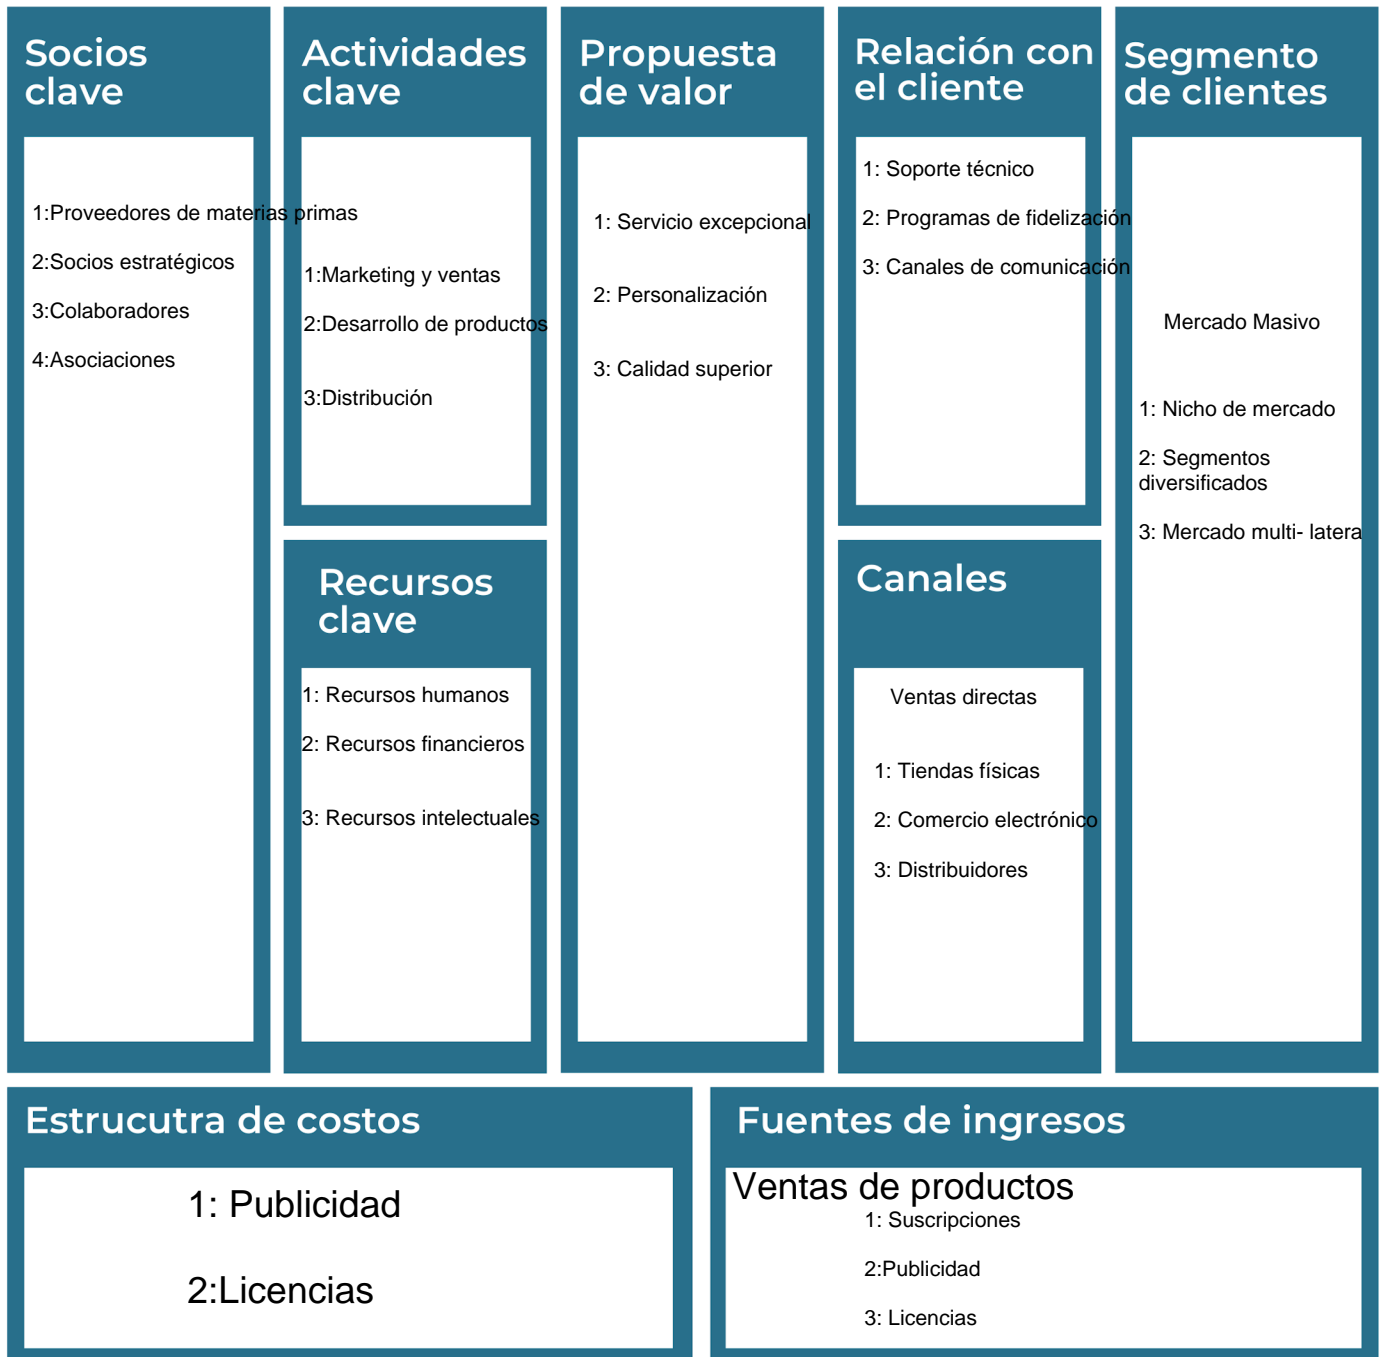 Socios
clave
1:Proveedores de materias primas
2:Socios estratégicos
3:Colaboradores
4:Asociaciones
Actividades
clave
1:Marketing y ventas
2:Desarrollo de productos
3:Distribución
Recursos
clave
1: Recursos humanos
2: Recursos financieros
3: Recursos intelectuales
Propuesta
de valor
1: Servicio excepcional
2: Personalización
3: Calidad superior
Relación con
el cliente
1: Soporte técnico
2: Programas de fidelización
3: Canales de comunicación
Canales
Ventas directas
1: Tiendas físicas
2: Comercio electrónico
3: Distribuidores
Segmento
de clientes
Mercado Masivo
1: Nicho de mercado
2: Segmentos
diversificados
3: Mercado multi- latera
Estrucutra de costos
1: Publicidad
2:Licencias
Fuentes de ingresos
Ventas de productos
1: Suscripciones
2:Publicidad
3: Licencias